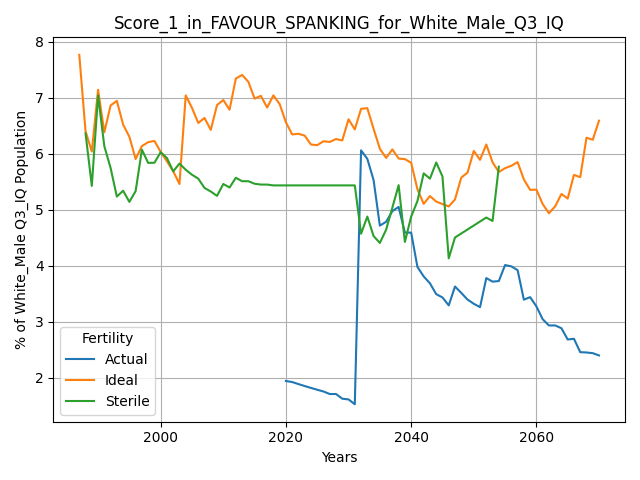 Score_1_in_FAVOUR_SPANKING_for_White_Male_Q3_IQ
% of White_Male Q3_IQ Population
8
7
6
5
4
3
2
Fertility
Actual
Ideal
Sterile
2000
2020
2040
2060
Years